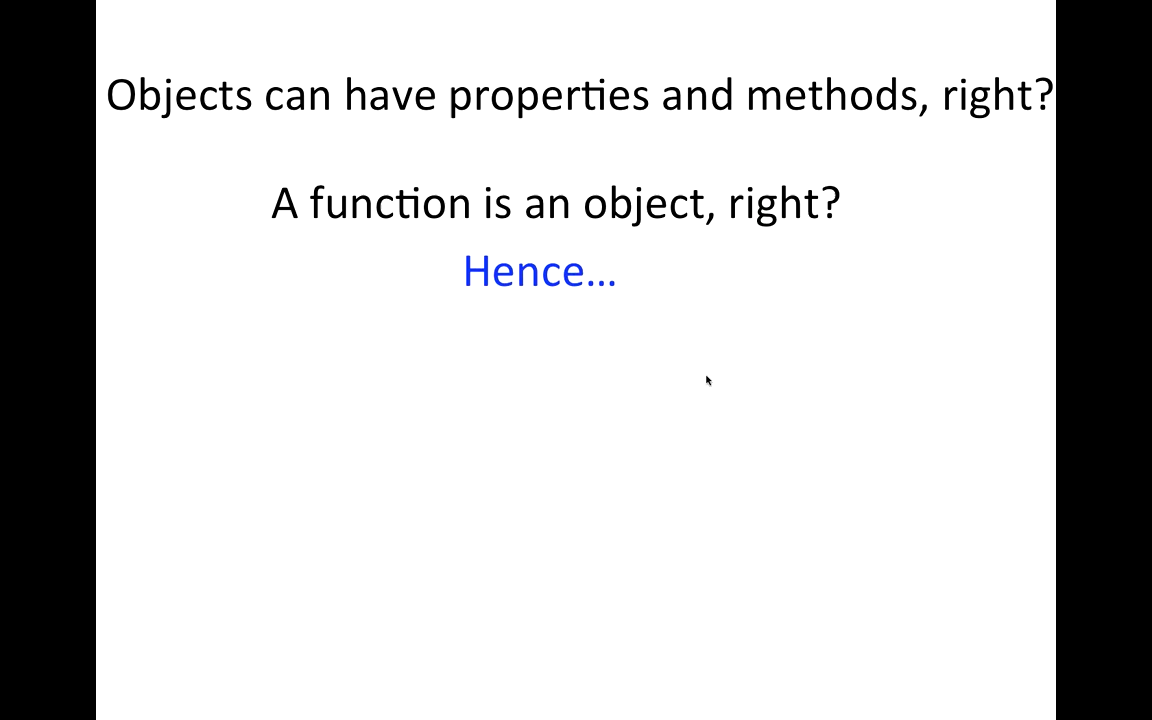 Objects can have properties and methods, right?
A function is an object, right?
Hence...